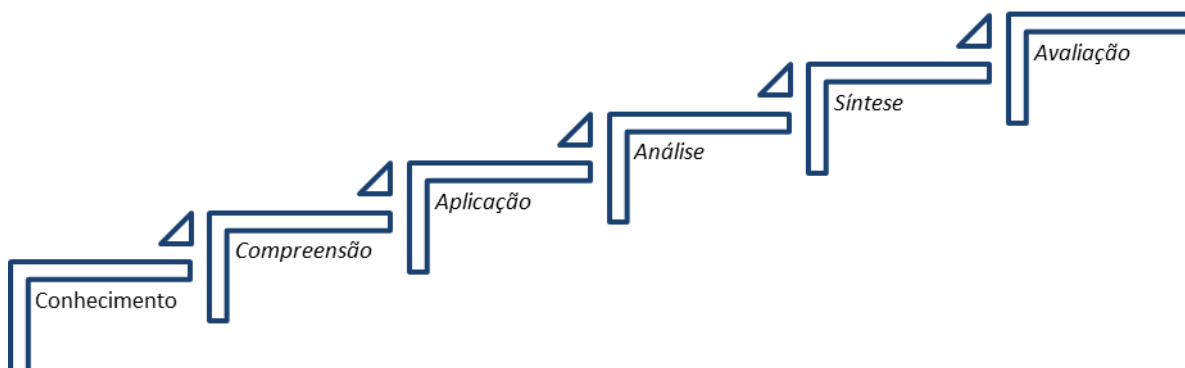 Conhecimento
Compreensão
Aplicação
Análise
Síntese
Avaliação